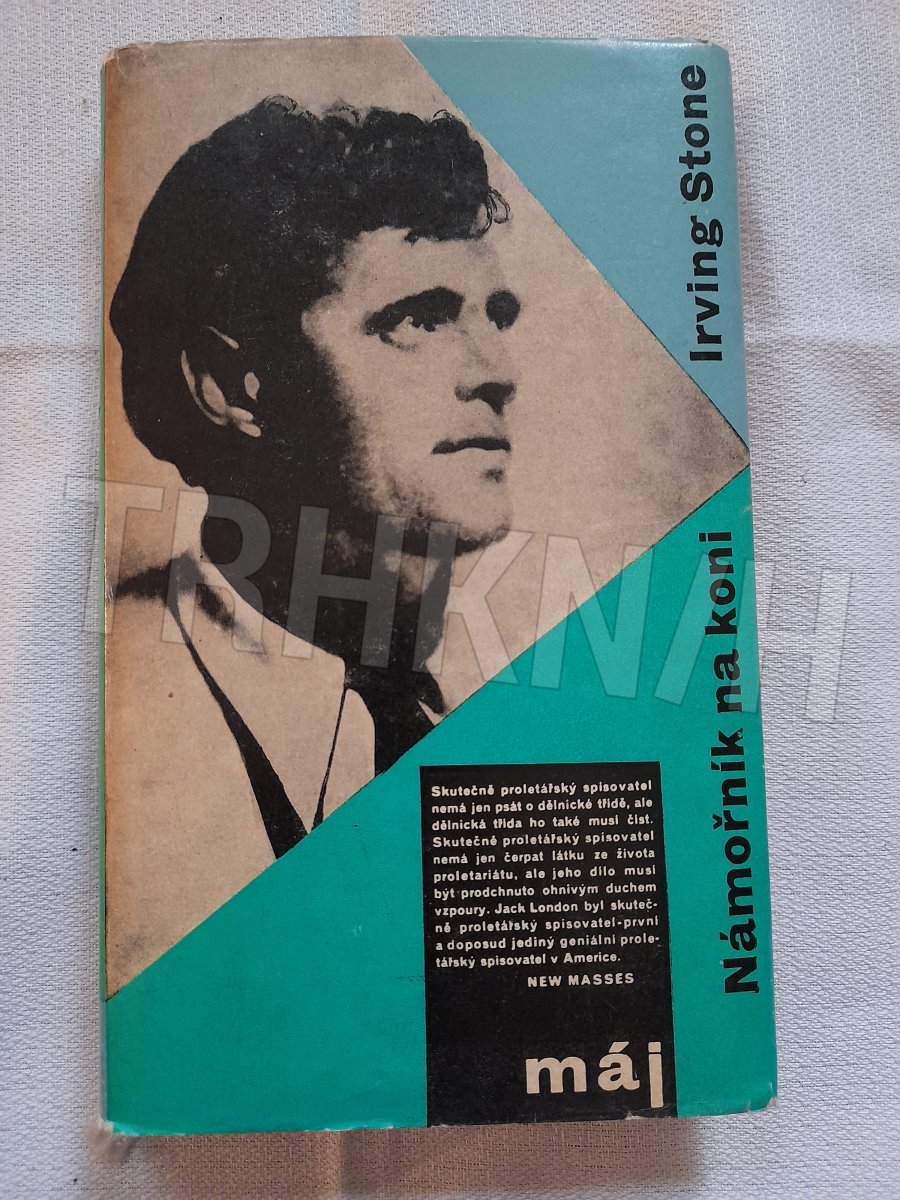 Irving Stone
Námořník na koni
Skutečně proletářský spisovatel
nemá jen psát o dělnické třídě, ale
dělnická třída ho také musí číst.
Skutečně proletářský spisovatel
nemá jen čerpat látku ze života
proletariátu, ale jeho dílo musí
být prodchnuto ohnivým duchem
vzpoury. Jack London byl skuteč-
ně proletářský spisovatel-první
a doposud jediný geniální prole-
tářský spisovatel v Americe.
NEW MASSES
máj
TRHKNIH